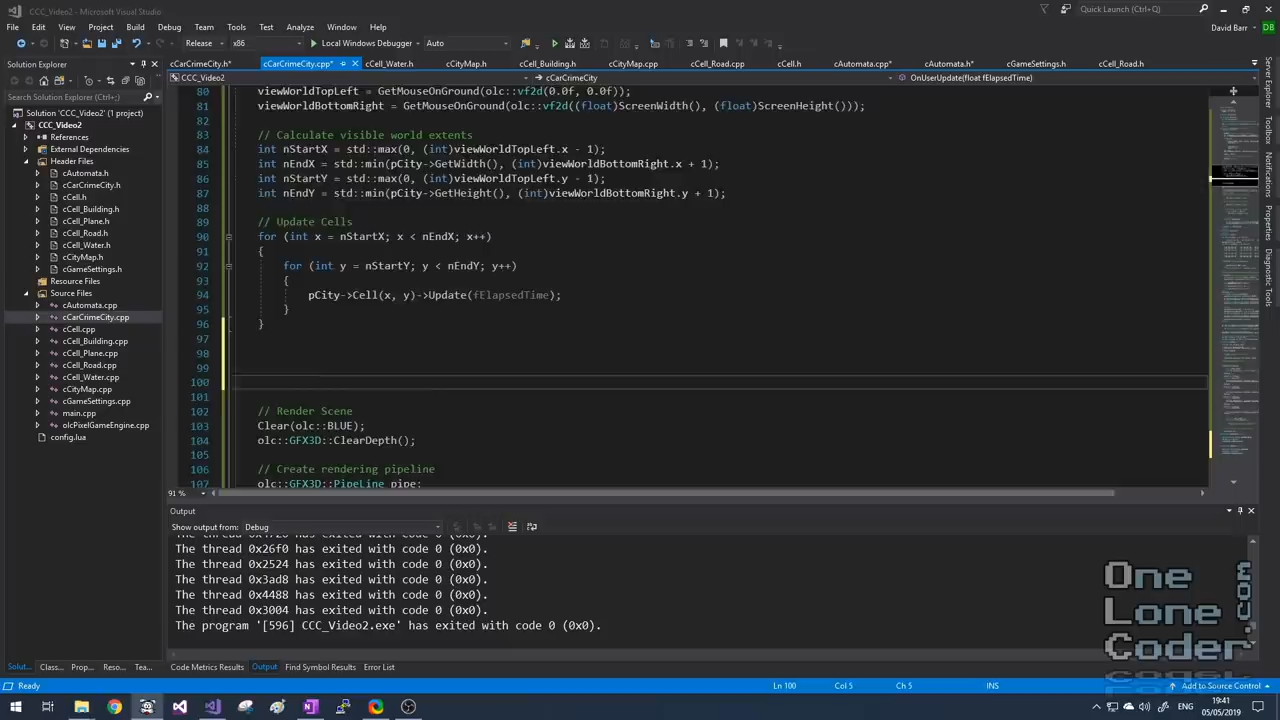 CCC_Video2 - Microsoft Visual Studio
Quick Launch (Ctrl+Q)
File Edit View Project Build Debug Team Tools Test Analyze Window Help
David Barr DB
Release x86 Local Windows Debugger Auto
Solution Explorer
cCarCrimeCity.h* cCarCrimeCity.cpp* cCell_Water.h cCityMap.h cCell_Building.h cCityMap.cpp cCell_Road.cpp cAutomata.cpp* cAutomata.h* cGameSettings.h cCell_Road.h
CCC_Video2 cCarCrimeCity OnUserUpdate(float fElapsedTime)
Search Solution Explorer (Ctrl+;)
Solution 'CCC_Video2' (1 project)
CCC_Video2
References
External Dependencies
Header Files
cAutomata.h
cCarCrimeCity.h
cCell.h
cCell_Building.h
cCell_Plane.h
cCell_Road.h
cCell_Water.h
cCityMap.h
cGameSettings.h
Resource Files
Source Files
cAutomata.cpp
cCarCrimeCity.cpp
cCell.cpp
cCell_Building.cpp
cCell_Plane.cpp
cCell_Road.cpp
cCell_Water.cpp
cCityMap.cpp
cGameSettings.cpp
main.cpp
olcPixelGameEngine.cpp
config.lua
80 viewWorldTopLeft = GetMouseOnGround(olc::vf2d(0.0f, 0.0f));
81 viewWorldBottomRight = GetMouseOnGround(olc::vf2d((float)ScreenWidth(), (float)ScreenHeight()));
82
83 // Calculate visible world extents
84 int nStartX = std::max(0, (int)viewWorldTopLeft.x - 1);
85 int nEndX = std::min(pCity->GetWidth(), (int)viewWorldBottomRight.x + 1);
86 int nStartY = std::max(0, (int)viewWorldTopLeft.y - 1);
87 int nEndY = std::min(pCity->GetHeight(), (int)viewWorldBottomRight.y + 1);
88
89 // Update Cells
90 for (int x = nStartX; x < nEndX; x++)
91 {
92 for (int y = nStartY; y < nEndY; y++)
93 {
94 pCity->Cell(x, y)->Update(fElapsedTime);
95 }
96 }
97
98
99
100
101
102 // Render Scene
103 Clear(olc::BLUE);
104 olc::GFX3D::ClearDepth();
105
106 // Create rendering pipeline
107 olc::GFX3D::PipeLine pipe;
91 %
Output
Show output from: Debug
The thread 0x26f0 has exited with code 0 (0x0).
The thread 0x2524 has exited with code 0 (0x0).
The thread 0x3ad8 has exited with code 0 (0x0).
The thread 0x4488 has exited with code 0 (0x0).
The thread 0x3004 has exited with code 0 (0x0).
The program '[596] CCC_Video2.exe' has exited with code 0 (0x0).
Solut... Class... Prop... Reso... Tea...
Code Metrics Results Output Find Symbol Results Error List
Ready Ln 100 Col 5 Ch 5 INS Add to Source Control
Server Explorer
Toolbox
Notifications
Properties
Diagnostic Tools
One
Lone
Coder
.com
ENG 19:41
05/05/2019